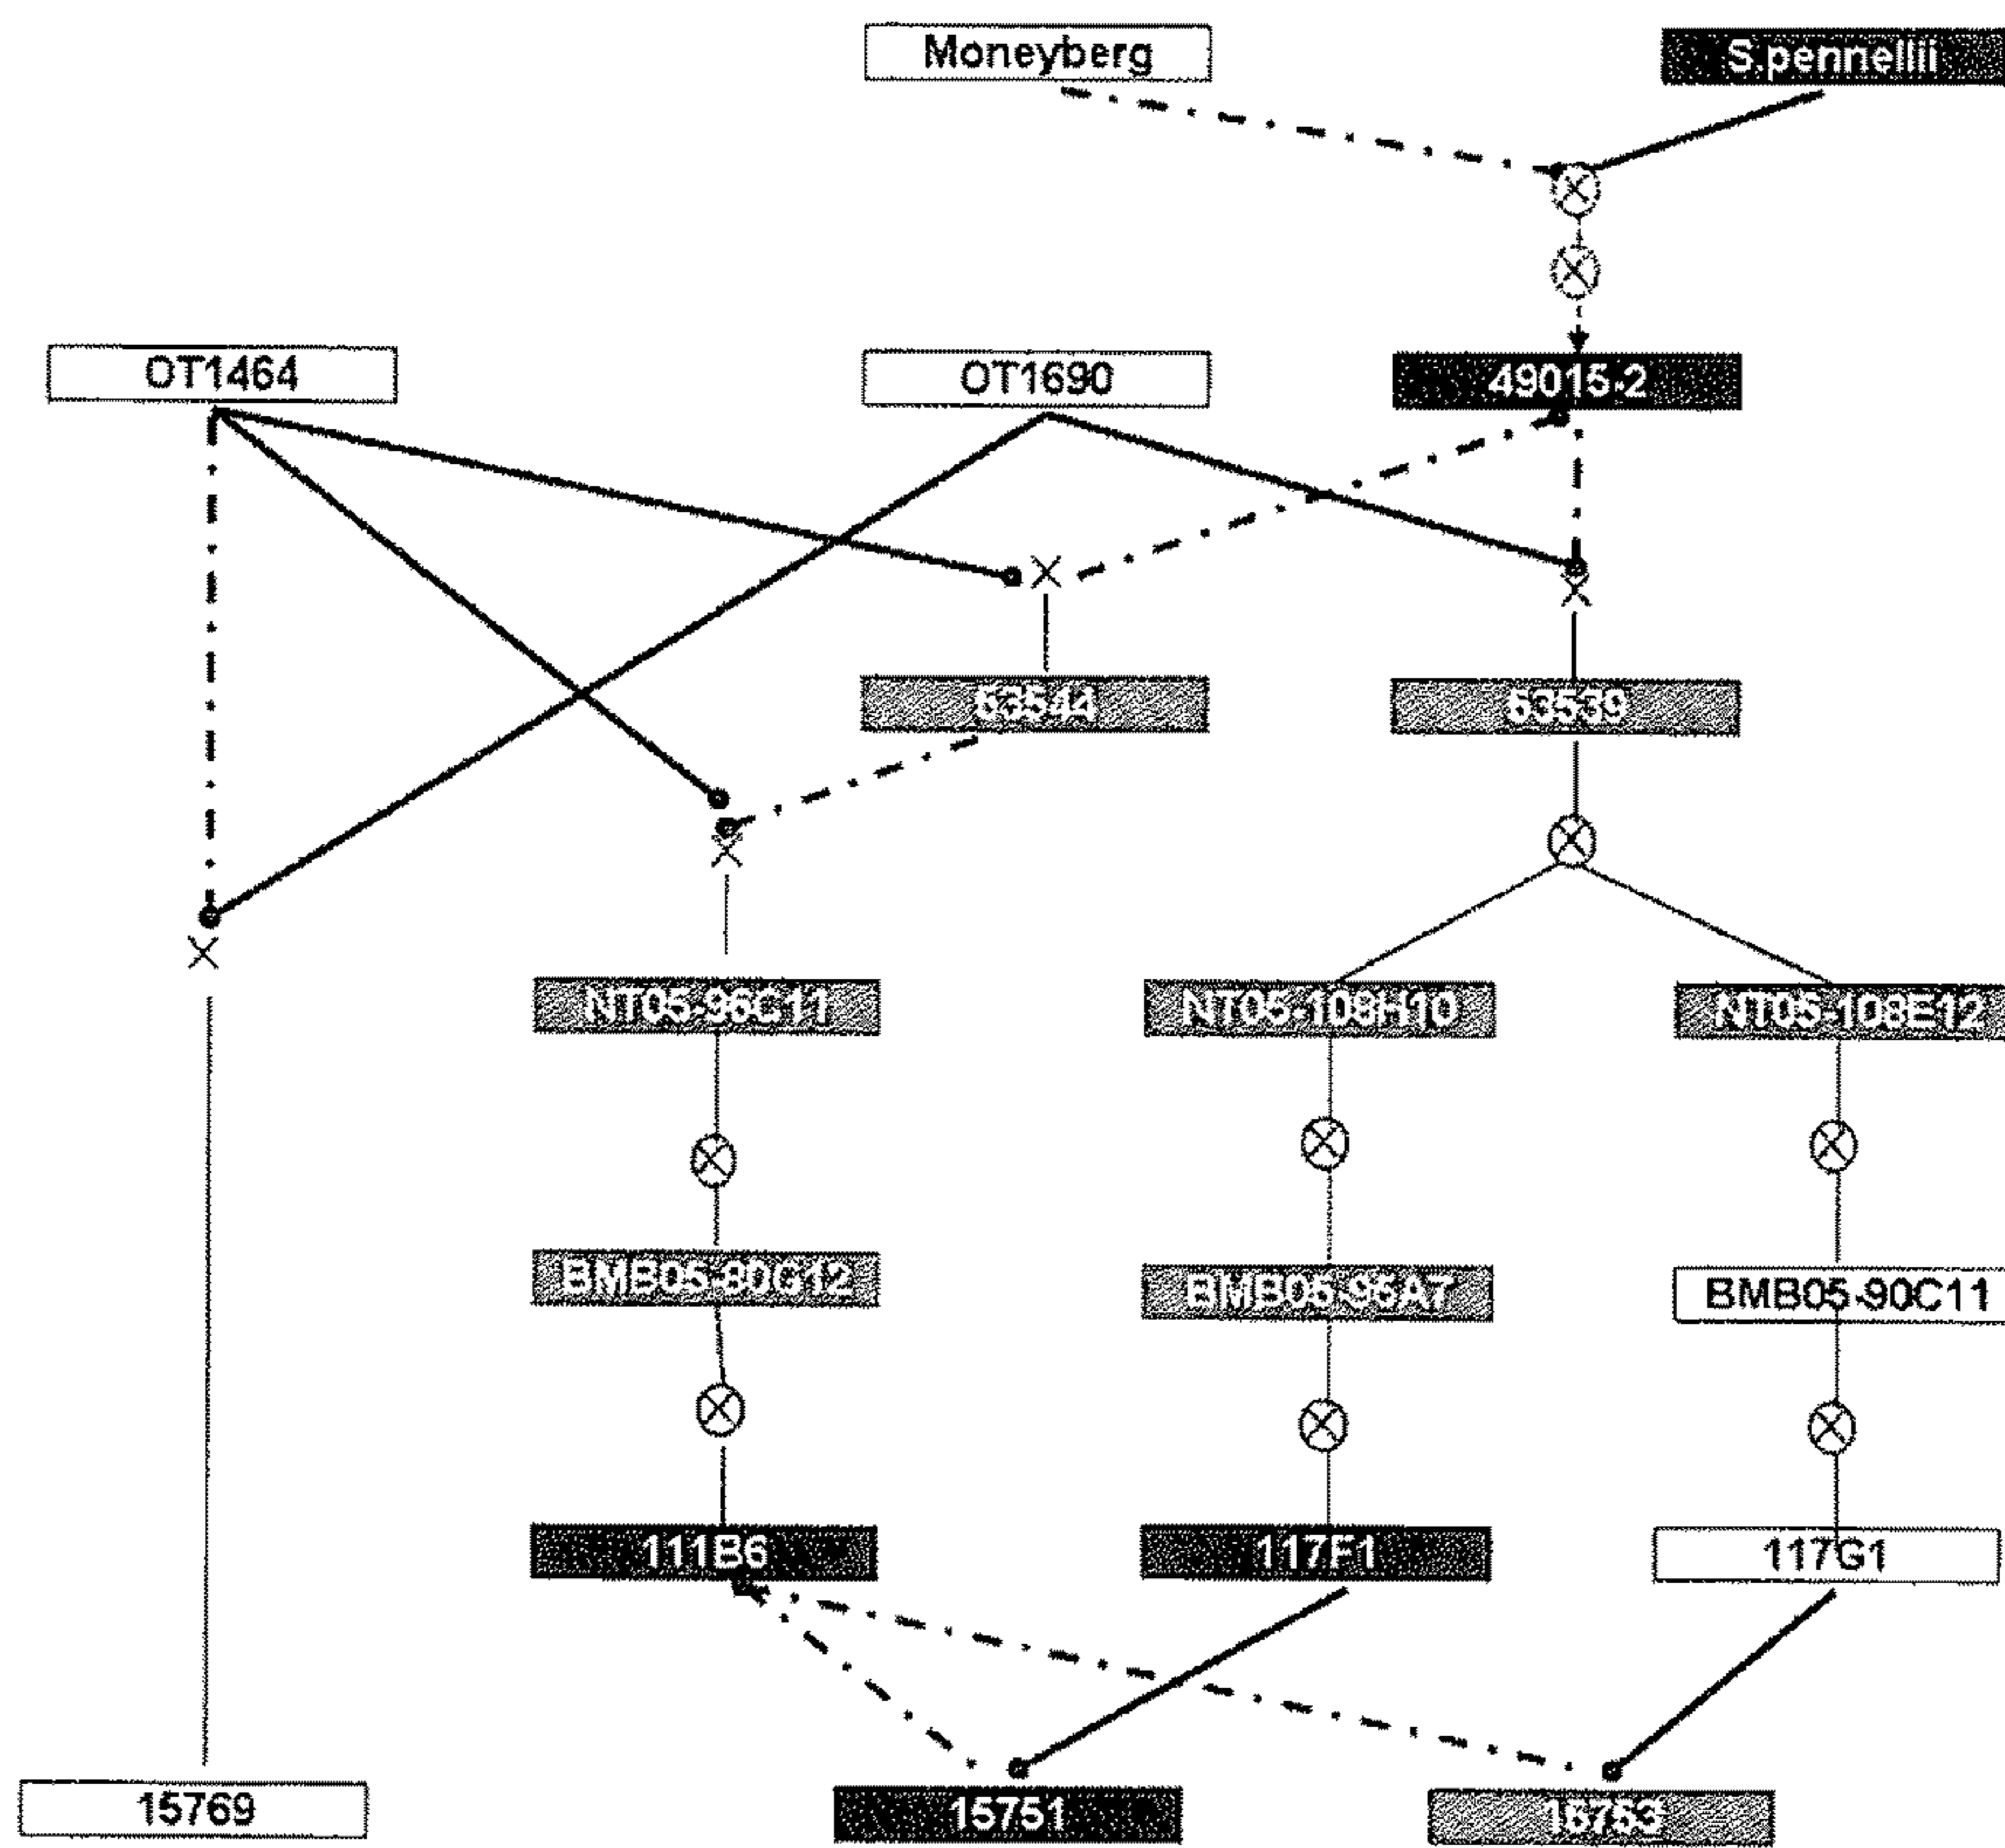 Moneyberg
S.pennellii
OT1464
OT1690
49015-2
63544
63539
NT05-96C11
NT05-108H10
NT05-108E12
BMB05-90G12
BMB05-95A7
BMB05-90C11
111B6
117F1
117G1
15769
15751
15753